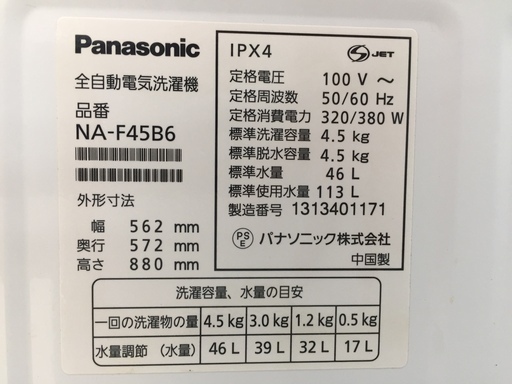 Panasonic
全自動電気洗濯機
品番
NA-F45B6
外形寸法
幅 562 mm
奥行 572 mm
高さ 880 mm
IPX4
S JET
定格電圧 100 V ～
定格周波数 50/60 Hz
定格消費電力 320/380 W
標準洗濯容量 4.5 kg
標準脱水容量 4.5 kg
標準水量 46 L
標準使用水量 113 L
製造番号 1313401171
PSE パナソニック株式会社
中国製
洗濯容量、水量の目安
一回の洗濯物の量 4.5 kg 3.0 kg 1.2 kg 0.5 kg
水量調節（水量） 46 L 39 L 32 L 17 L